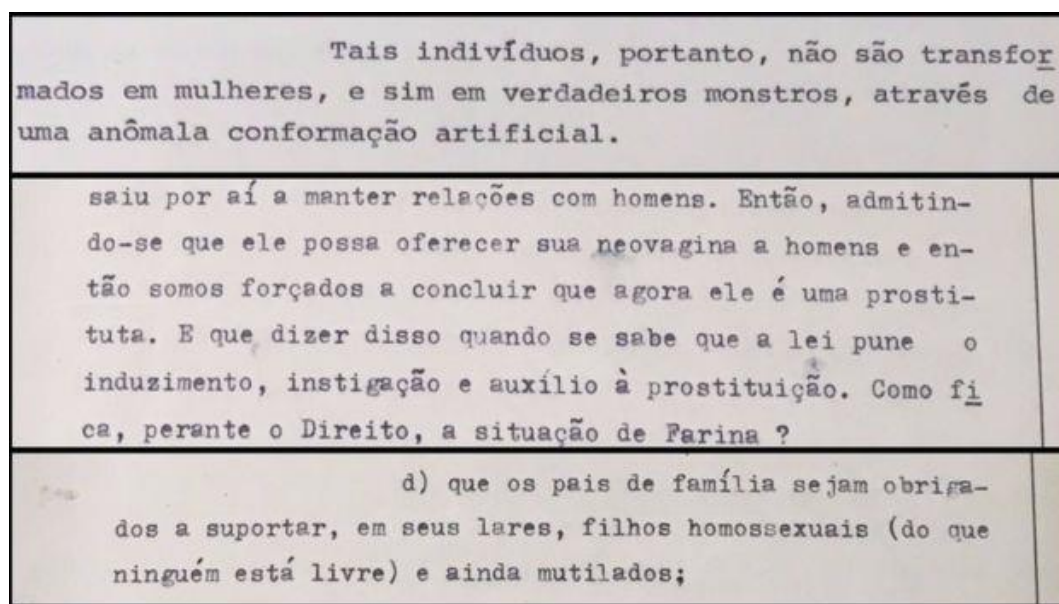 Tais indivíduos, portanto, não são transfor
mados em mulheres, e sim em verdadeiros monstros, através de
uma anômala conformação artificial.
saiu por aí a manter relações com homens. Então, admitin-
do-se que ele possa oferecer sua neovagina a homens e en-
tão somos forçados a concluir que agora ele é uma prosti-
tuta. E que dizer disso quando se sabe que a lei pune o
induzimento, instigação e auxílio à prostituição. Como fi
ca, perante o Direito, a situação de Farina ?
d) que os pais de família sejam obriga-
dos a suportar, em seus lares, filhos homossexuais (do que
ninguém está livre) e ainda mutilados;